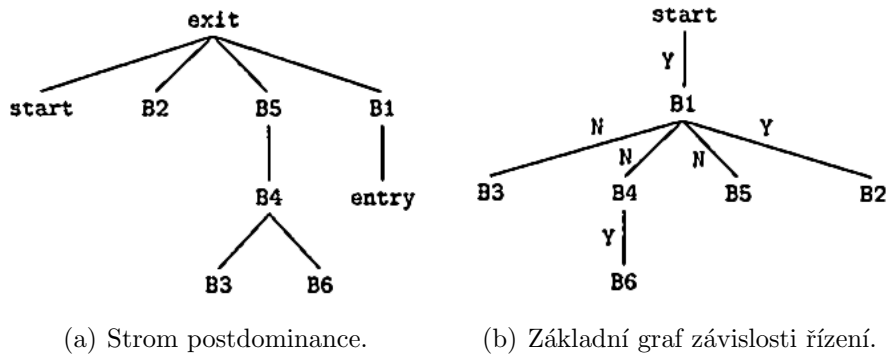 exit
start B2 B5 B1
B4 entry
B3 B6
(a) Strom postdominance.
start
Y
B1
N N N Y
B3 B4 B5 B2
Y
B6
(b) Základní graf závislosti řízení.